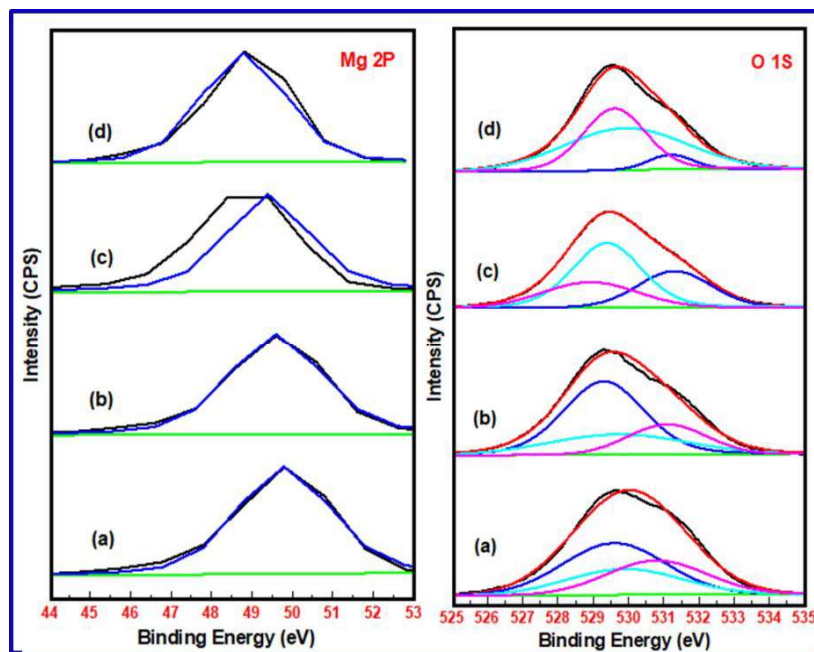 Mg 2P
(d)
(c)
(b)
(a)
Intensity (CPS)
44 45 46 47 48 49 50 51 52 53
Binding Energy (eV)
O 1S
(d)
(c)
(b)
(a)
Intensity (CPS)
525 526 527 528 529 530 531 532 533 534 535
Binding Energy (eV)